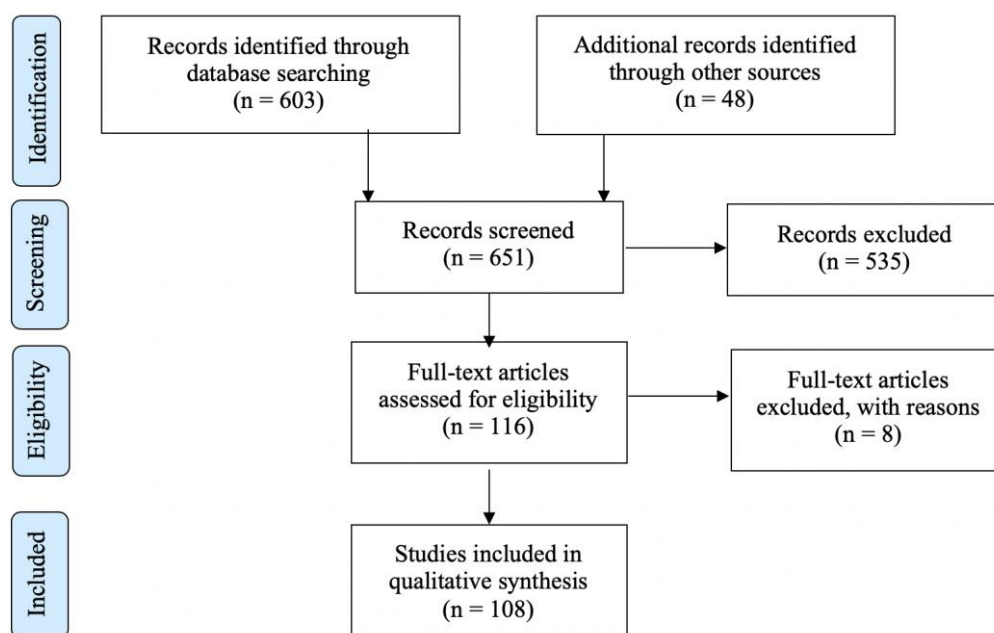 Identification
Records identified through
database searching
(n = 603)
Additional records identified
through other sources
(n = 48)
Screening
Records screened
(n = 651)
Records excluded
(n = 535)
Eligibility
Full-text articles
assessed for eligibility
(n = 116)
Full-text articles
excluded, with reasons
(n = 8)
Included
Studies included in
qualitative synthesis
(n = 108)